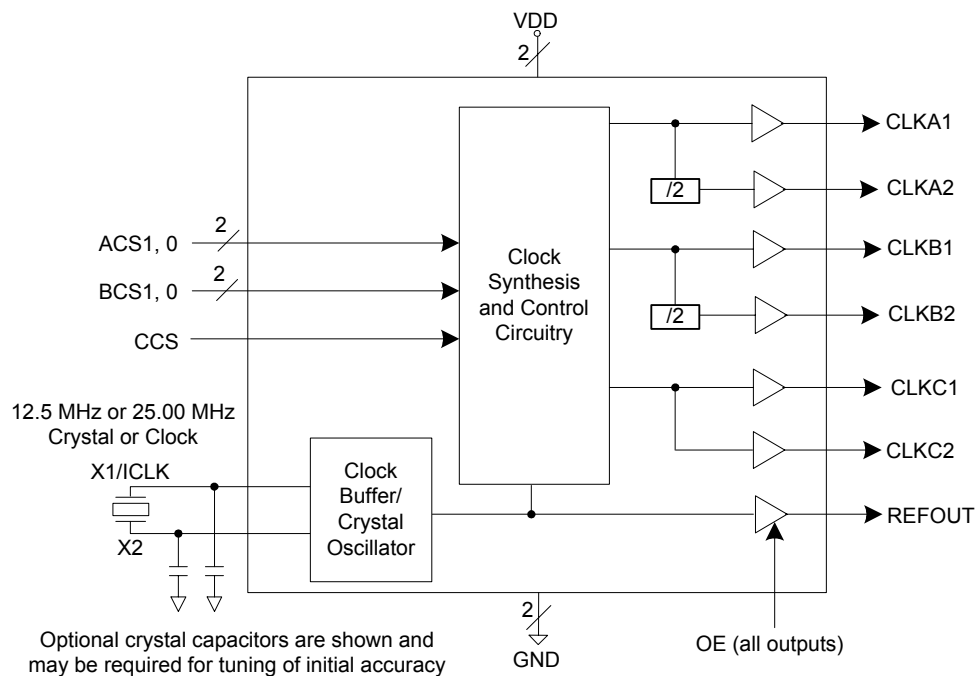 VDD
2
CLKA1
/2
CLKA2
ACS1, 0
2
BCS1, 0
2
CCS
Clock
Synthesis
and Control
Circuitry
CLKB1
/2
CLKB2
CLKC1
CLKC2
12.5 MHz or 25.00 MHz
Crystal or Clock
X1/ICLK
X2
Clock
Buffer/
Crystal
Oscillator
REFOUT
2
GND
OE (all outputs)
Optional crystal capacitors are shown and
may be required for tuning of initial accuracy